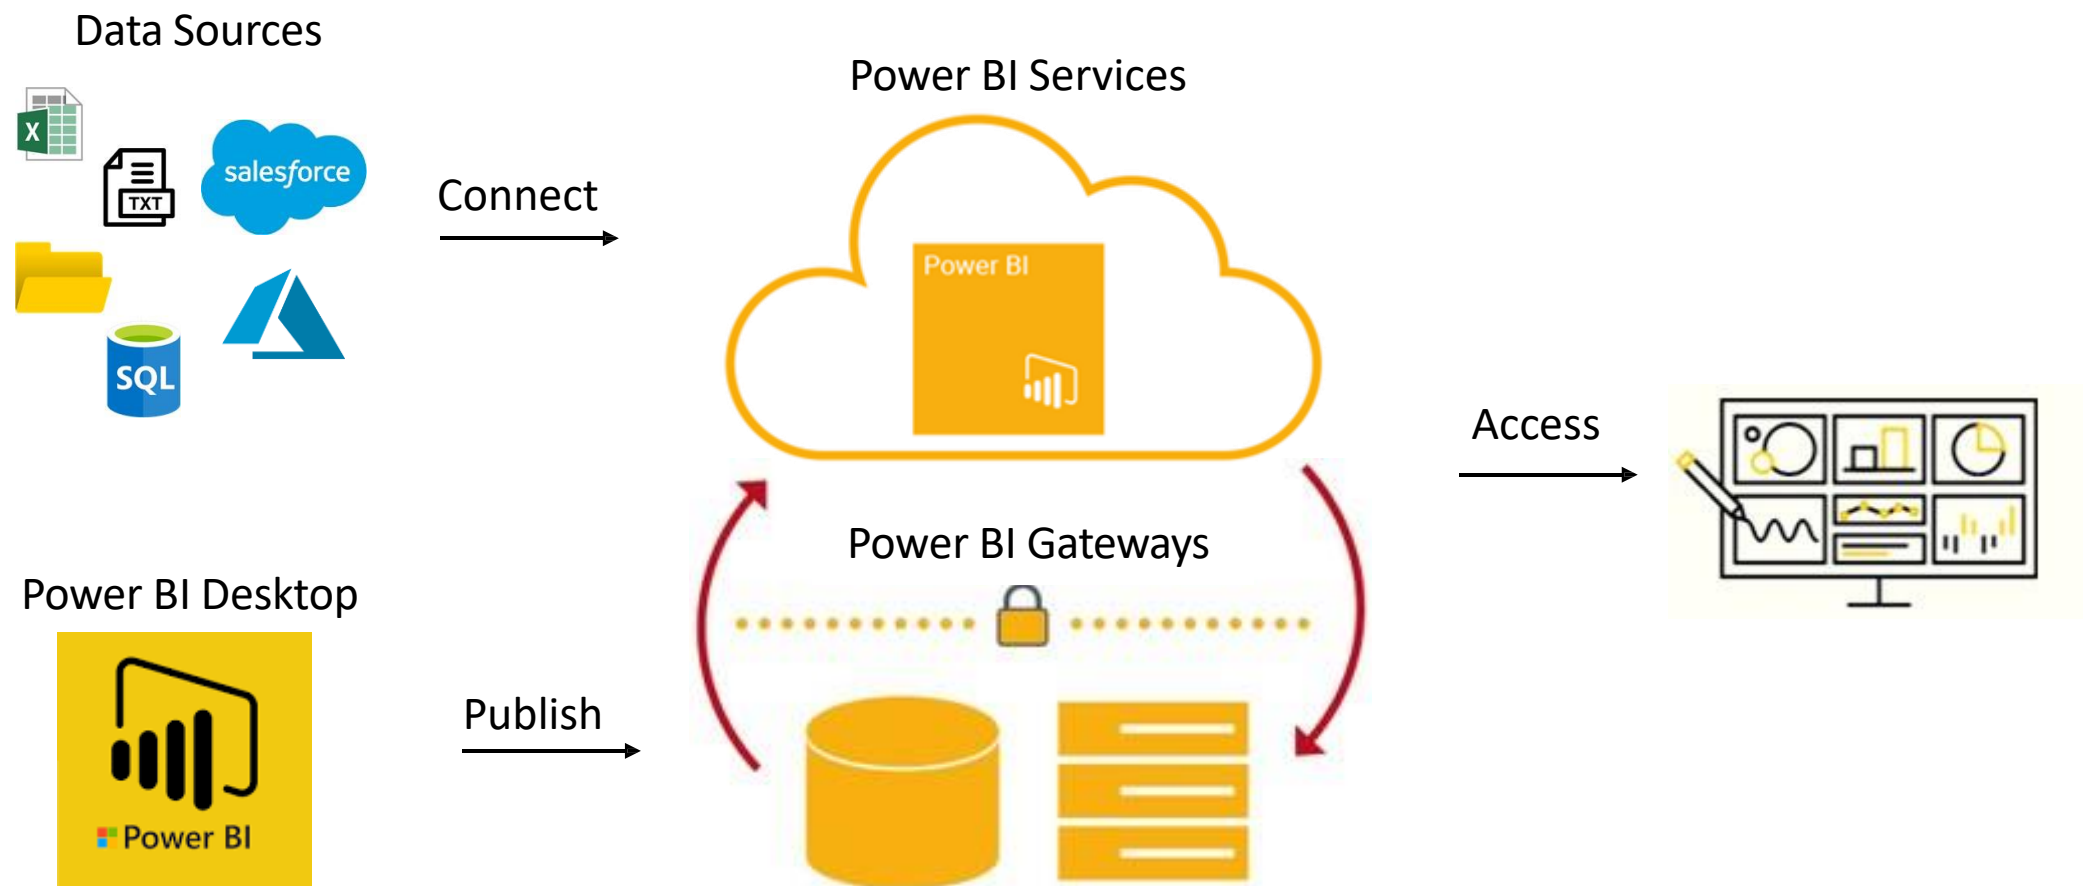 Data Sources
X
TXT
salesforce
SQL
Connect
Power BI Services
Power BI
Access
Power BI Gateways
Power BI Desktop
Power BI
Publish